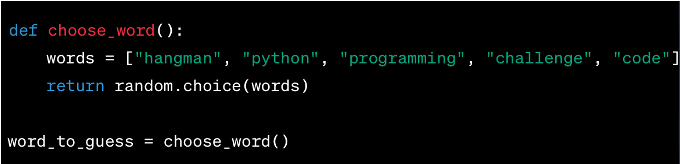 def choose_word():
    words = ["hangman", "python", "programming", "challenge", "code"]
    return random.choice(words)
word_to_guess = choose_word()